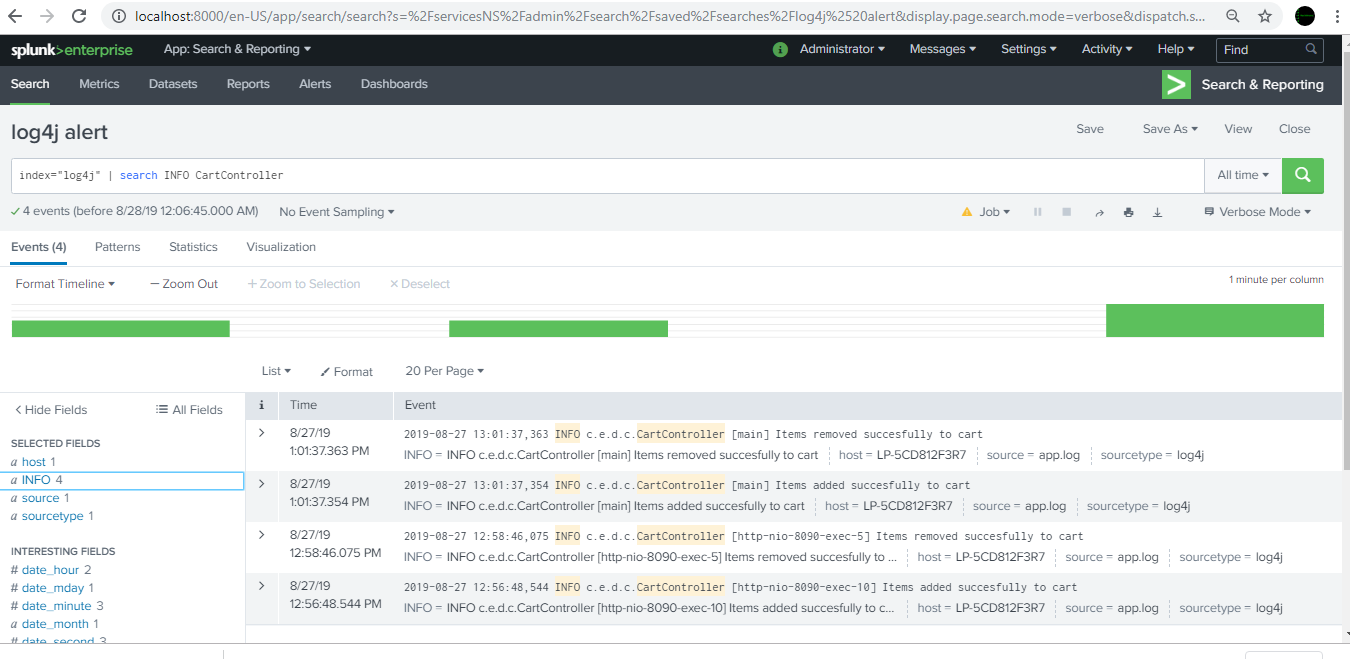 localhost:8000/en-US/app/search/search?s=%2FservicesNS%2Fadmin%2Fsearch%2Fsaved%2Fsearches%2Flog4j%2520alert&display.page.search.mode=verbose&dispatch.s...
splunk>enterprise App: Search & Reporting i Administrator Messages Settings Activity Help Find
Search Metrics Datasets Reports Alerts Dashboards > Search & Reporting
log4j alert Save Save As View Close
index="log4j" | search INFO CartController All time
4 events (before 8/28/19 12:06:45.000 AM) No Event Sampling Job Verbose Mode
Events (4) Patterns Statistics Visualization
Format Timeline — Zoom Out + Zoom to Selection × Deselect 1 minute per column
List Format 20 Per Page
< Hide Fields All Fields
SELECTED FIELDS
a host 1
a INFO 4
a source 1
a sourcetype 1
INTERESTING FIELDS
# date_hour 2
# date_mday 1
# date_minute 3
a date_month 1
# date_second 3
i Time Event
> 8/27/19 1:01:37.363 PM
2019-08-27 13:01:37,363 INFO c.e.d.c.CartController [main] Items removed succesfully to cart
INFO = INFO c.e.d.c.CartController [main] Items removed succesfully to cart host = LP-5CD812F3R7 source = app.log sourcetype = log4j
> 8/27/19 1:01:37.354 PM
2019-08-27 13:01:37,354 INFO c.e.d.c.CartController [main] Items added succesfully to cart
INFO = INFO c.e.d.c.CartController [main] Items added succesfully to cart host = LP-5CD812F3R7 source = app.log sourcetype = log4j
> 8/27/19 12:58:46.075 PM
2019-08-27 12:58:46,075 INFO c.e.d.c.CartController [http-nio-8090-exec-5] Items removed succesfully to cart
INFO = INFO c.e.d.c.CartController [http-nio-8090-exec-5] Items removed succesfully to ... host = LP-5CD812F3R7 source = app.log sourcetype = log4j
> 8/27/19 12:56:48.544 PM
2019-08-27 12:56:48,544 INFO c.e.d.c.CartController [http-nio-8090-exec-10] Items added succesfully to cart
INFO = INFO c.e.d.c.CartController [http-nio-8090-exec-10] Items added succesfully to c... host = LP-5CD812F3R7 source = app.log sourcetype = log4j